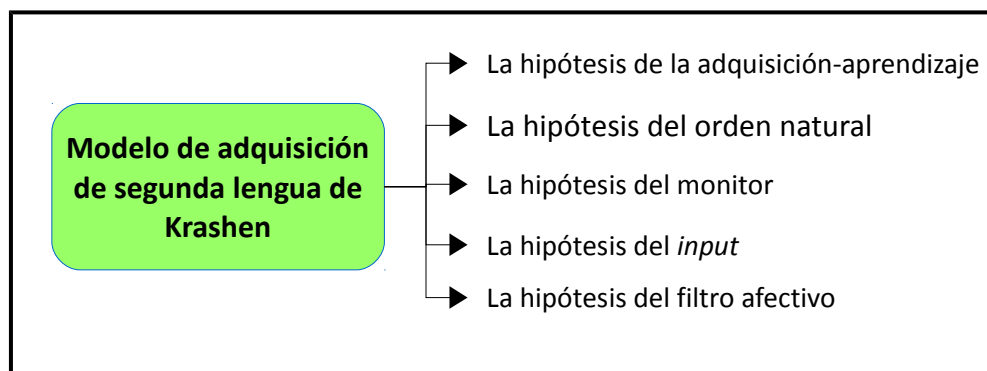 Modelo de adquisición
de segunda lengua de
Krashen
La hipótesis de la adquisición-aprendizaje
La hipótesis del orden natural
La hipótesis del monitor
La hipótesis del input
La hipótesis del filtro afectivo